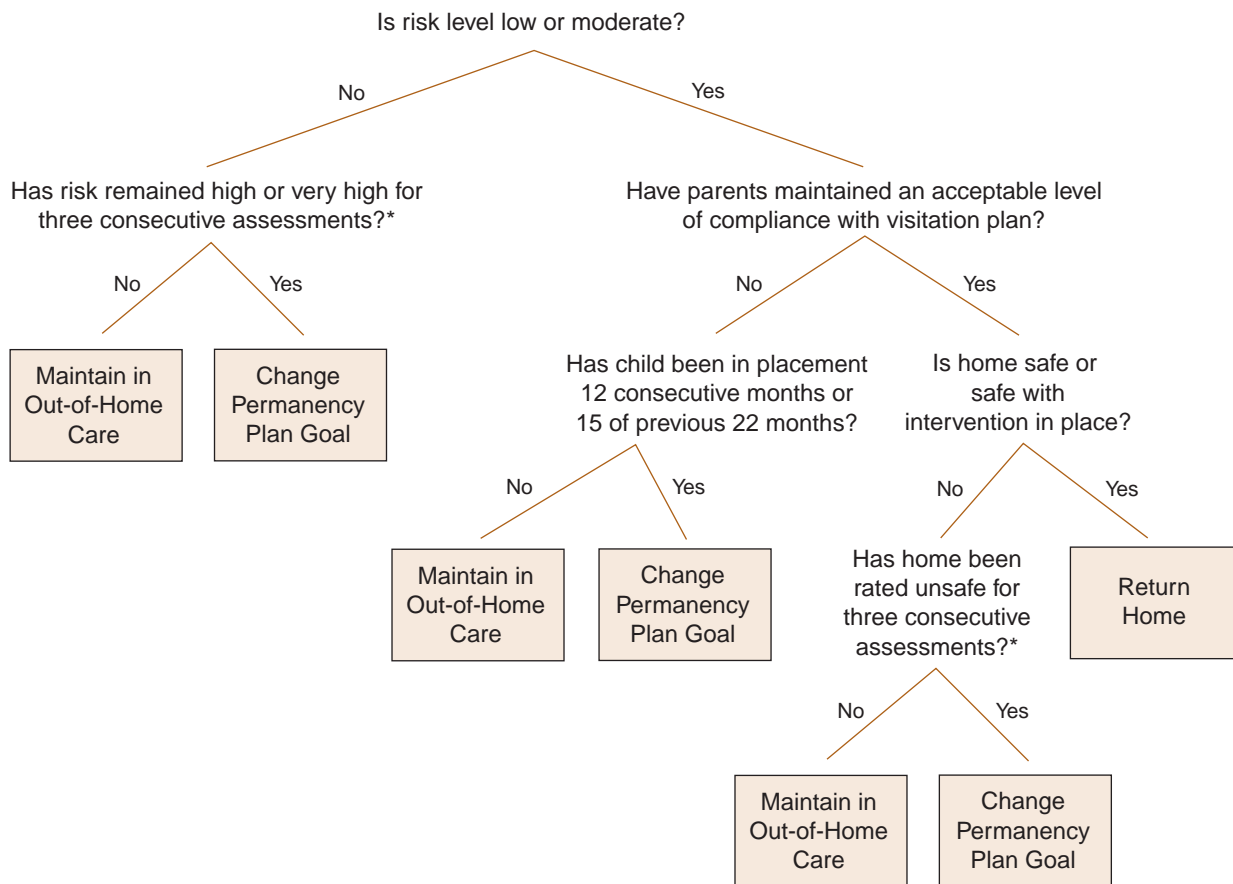 Is risk level low or moderate?
No
Yes
Has risk remained high or very high for
three consecutive assessments?*
Have parents maintained an acceptable level
of compliance with visitation plan?
No
Yes
No
Yes
Maintain in
Out-of-Home
Care
Change
Permanency
Plan Goal
Has child been in placement
12 consecutive months or
15 of previous 22 months?
Is home safe or
safe with
intervention in place?
No
Yes
No
Yes
Maintain in
Out-of-Home
Care
Change
Permanency
Plan Goal
Has home been
rated unsafe for
three consecutive
assessments?*
Return
Home
No
Yes
Maintain in
Out-of-Home
Care
Change
Permanency
Plan Goal